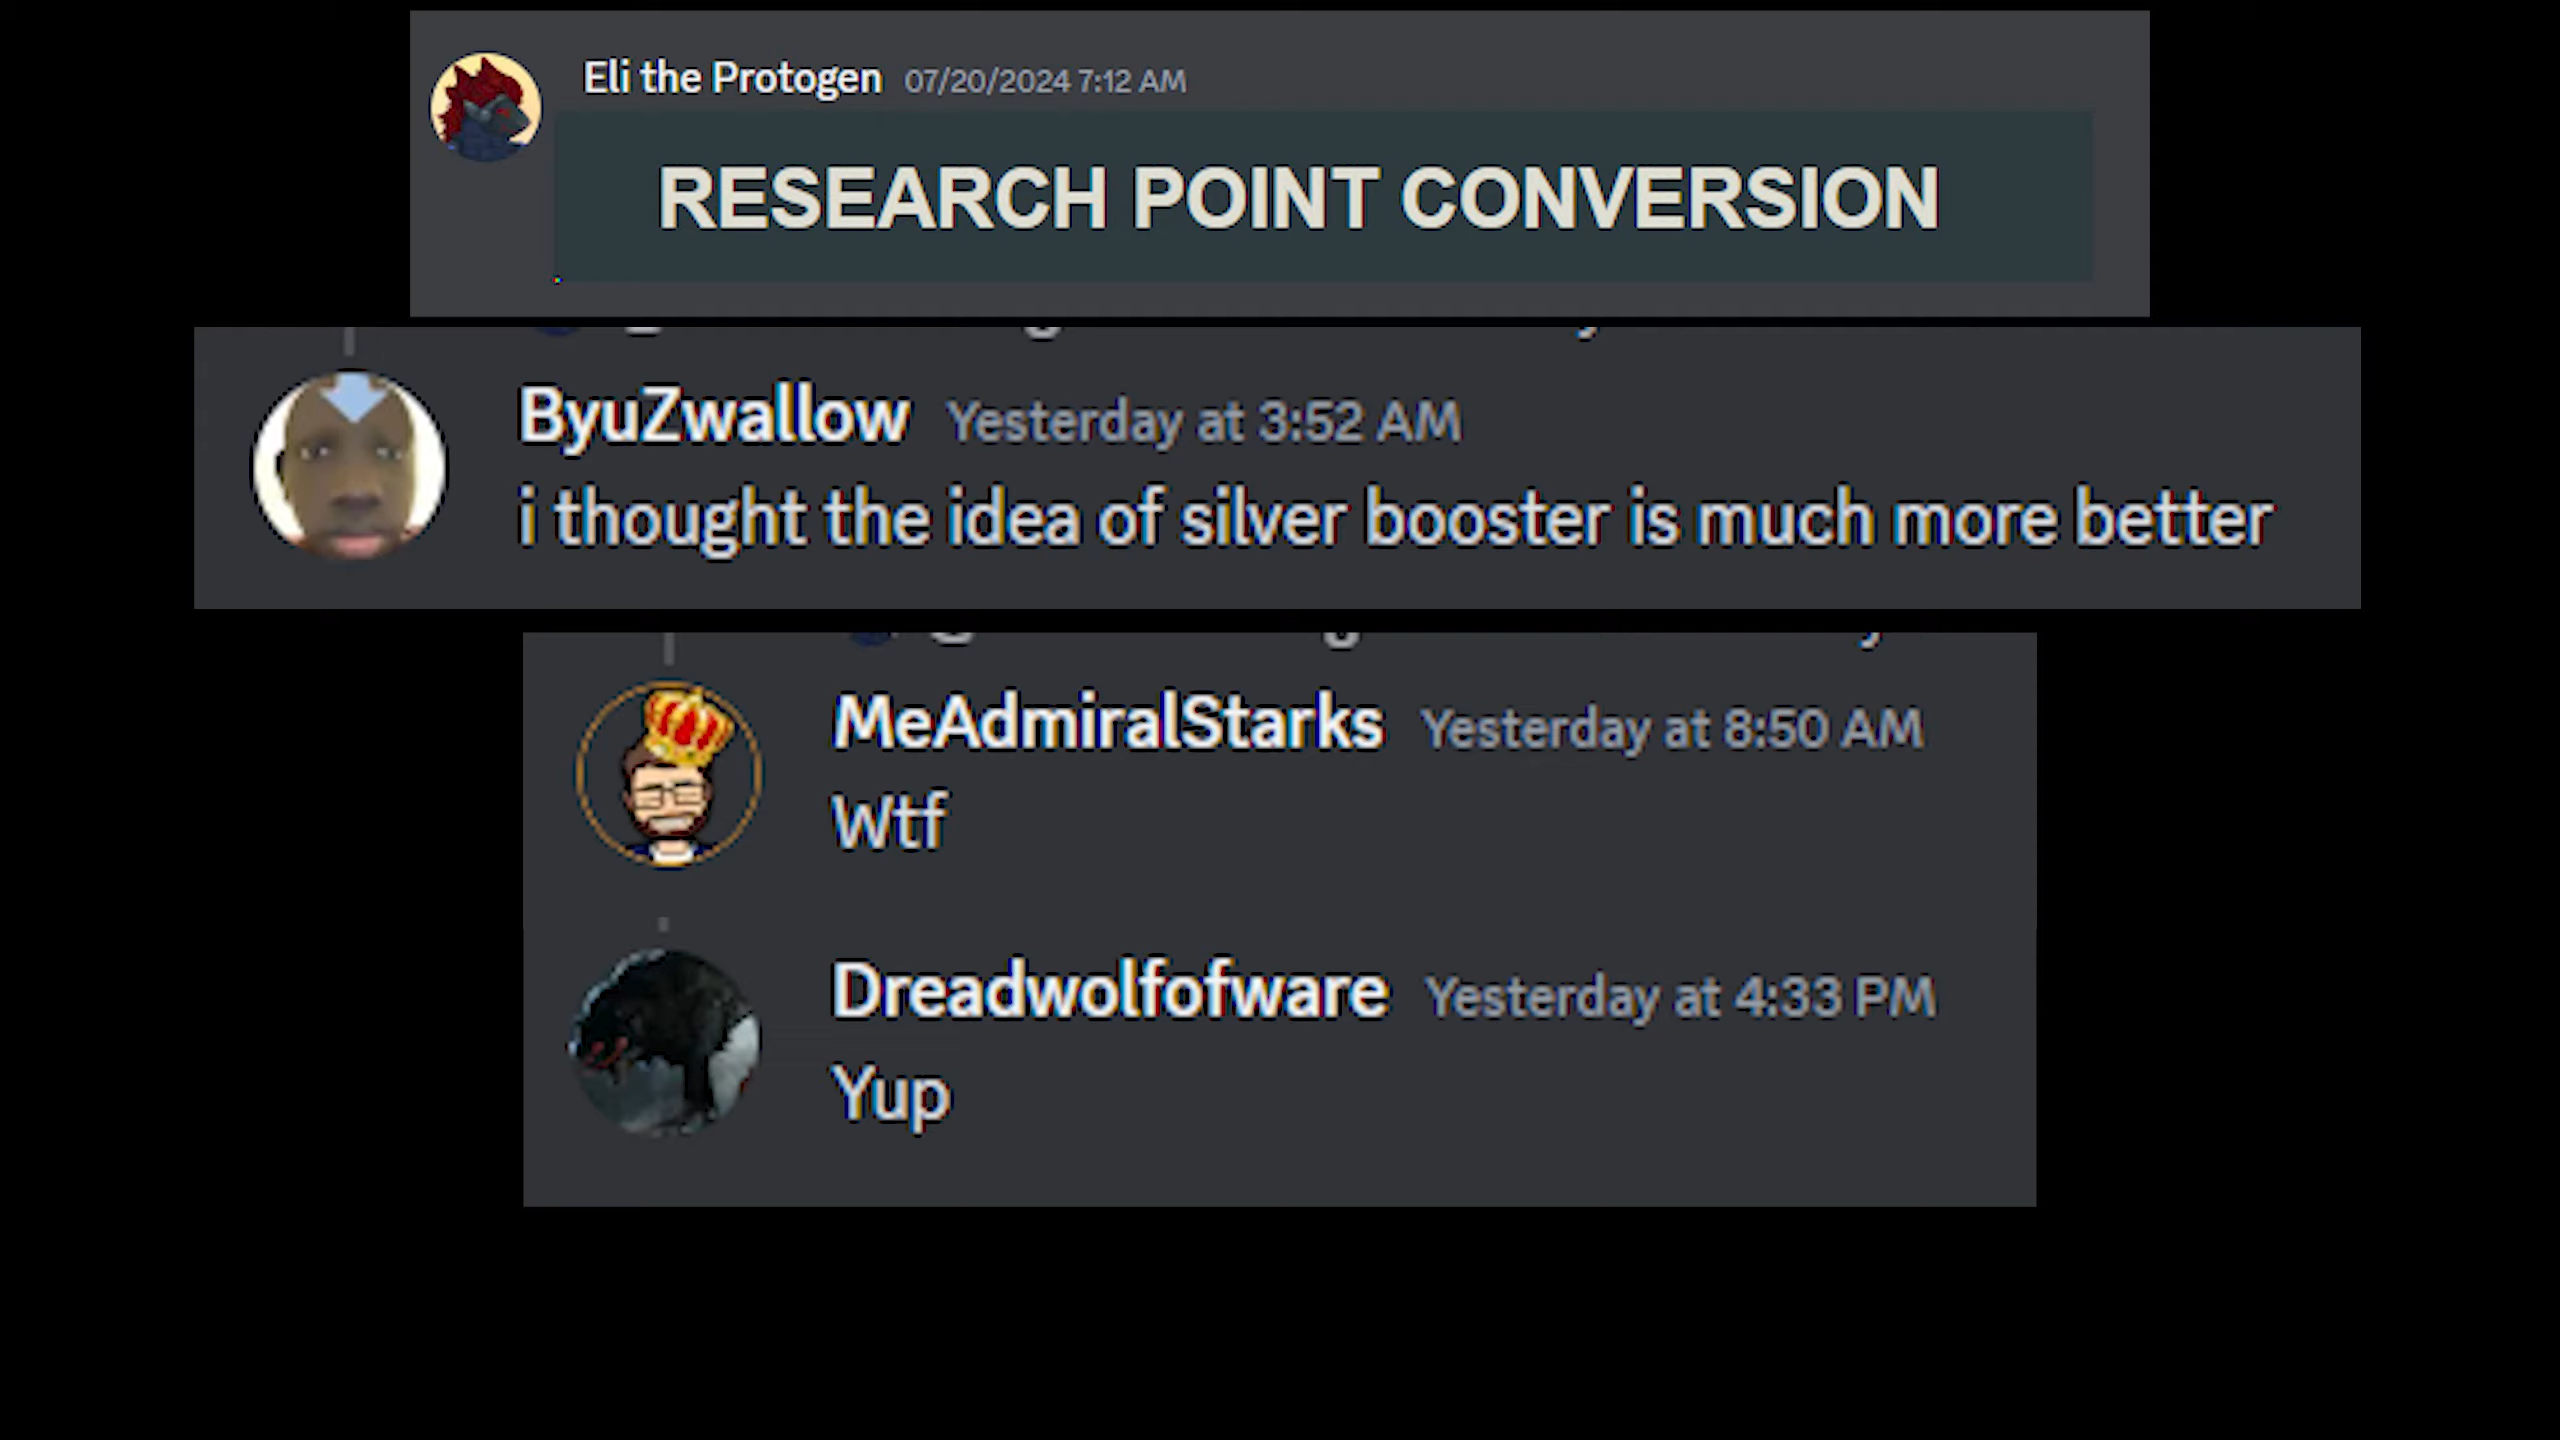 Eli the Protogen 07/20/2024 7:12 AM
RESEARCH POINT CONVERSION
ByuZwallow Yesterday at 3:52 AM
i thought the idea of silver booster is much more better
MeAdmiralStarks Yesterday at 8:50 AM
Wtf
Dreadwolfofware Yesterday at 4:33 PM
Yup